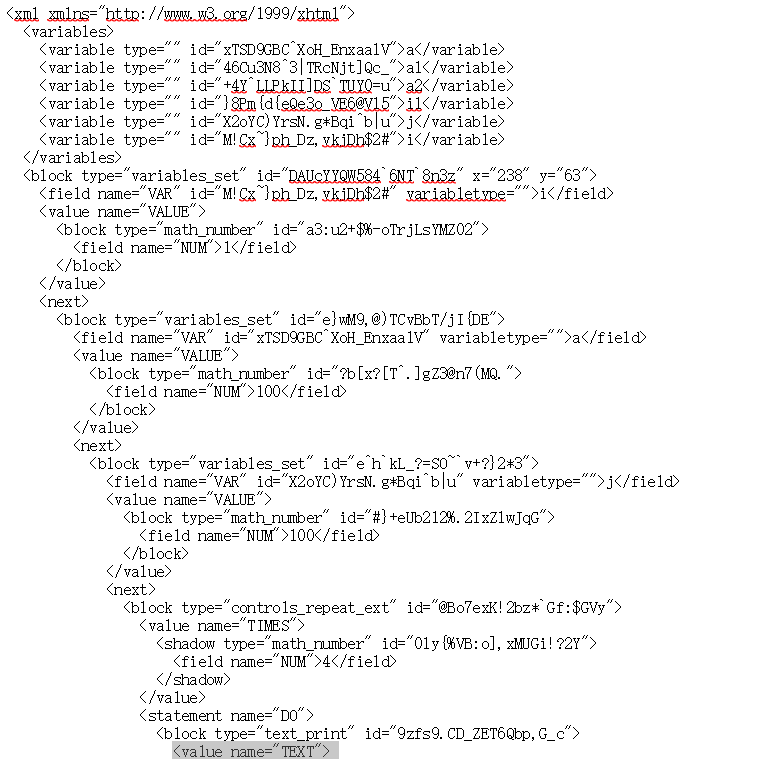 <xml xmlns="http://www.w3.org/1999/xhtml">
<variables>
<variable type="" id="xTSD9GBC^XoH_Enxaa1V">a</variable>
<variable type="" id="46Cu3N8^3|TRcNjt]Qc_">a1</variable>
<variable type="" id="+4Y^LLPkII]DS`TUY0=u">a2</variable>
<variable type="" id="}8Pm{d{eQe3o_VE6@V15">i1</variable>
<variable type="" id="X2oYC)YrsN.g*Bqi^b|u">j</variable>
<variable type="" id="M!Cx~}ph_Dz,vkjDh$2#">i</variable>
</variables>
<block type="variables_set" id="DAUcYYQW584`6NT`8n3z" x="238" y="63">
<field name="VAR" id="M!Cx~}ph_Dz,vkjDh$2#" variabletype="">i</field>
<value name="VALUE">
<block type="math_number" id="a3:u2+$%-oTrjLsYMZ02">
<field name="NUM">1</field>
</block>
</value>
<next>
<block type="variables_set" id="e}wM9,@)TCvBbT/jI{DE">
<field name="VAR" id="xTSD9GBC^XoH_Enxaa1V" variabletype="">a</field>
<value name="VALUE">
<block type="math_number" id="?b[x?[T^.]gZ3@n7(MQ.">
<field name="NUM">100</field>
</block>
</value>
<next>
<block type="variables_set" id="e^h`kL_?=SO~`v+?}2*3">
<field name="VAR" id="X2oYC)YrsN.g*Bqi^b|u" variabletype="">j</field>
<value name="VALUE">
<block type="math_number" id="#}+eUb212%.2IxZlwJqG">
<field name="NUM">100</field>
</block>
</value>
<next>
<block type="controls_repeat_ext" id="@Bo7exK!2bz*`Gf:$GVy">
<value name="TIMES">
<shadow type="math_number" id="01y{%VB:o],xMUGi!?2Y">
<field name="NUM">4</field>
</shadow>
</value>
<statement name="DO">
<block type="text_print" id="9zfs9.CD_ZET6Qbp,G_c">
<value name="TEXT">